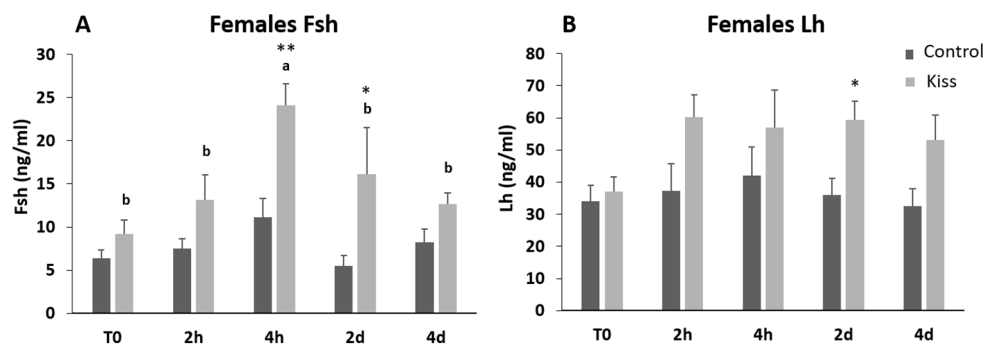 A Females Fsh
Fsh (ng/ml)
30
25
20
15
10
5
0
b
b
**
a
*
b
b
T0 2h 4h 2d 4d
B Females Lh
Control
Kiss
Lh (ng/ml)
80
70
60
50
40
30
20
10
0
*
T0 2h 4h 2d 4d